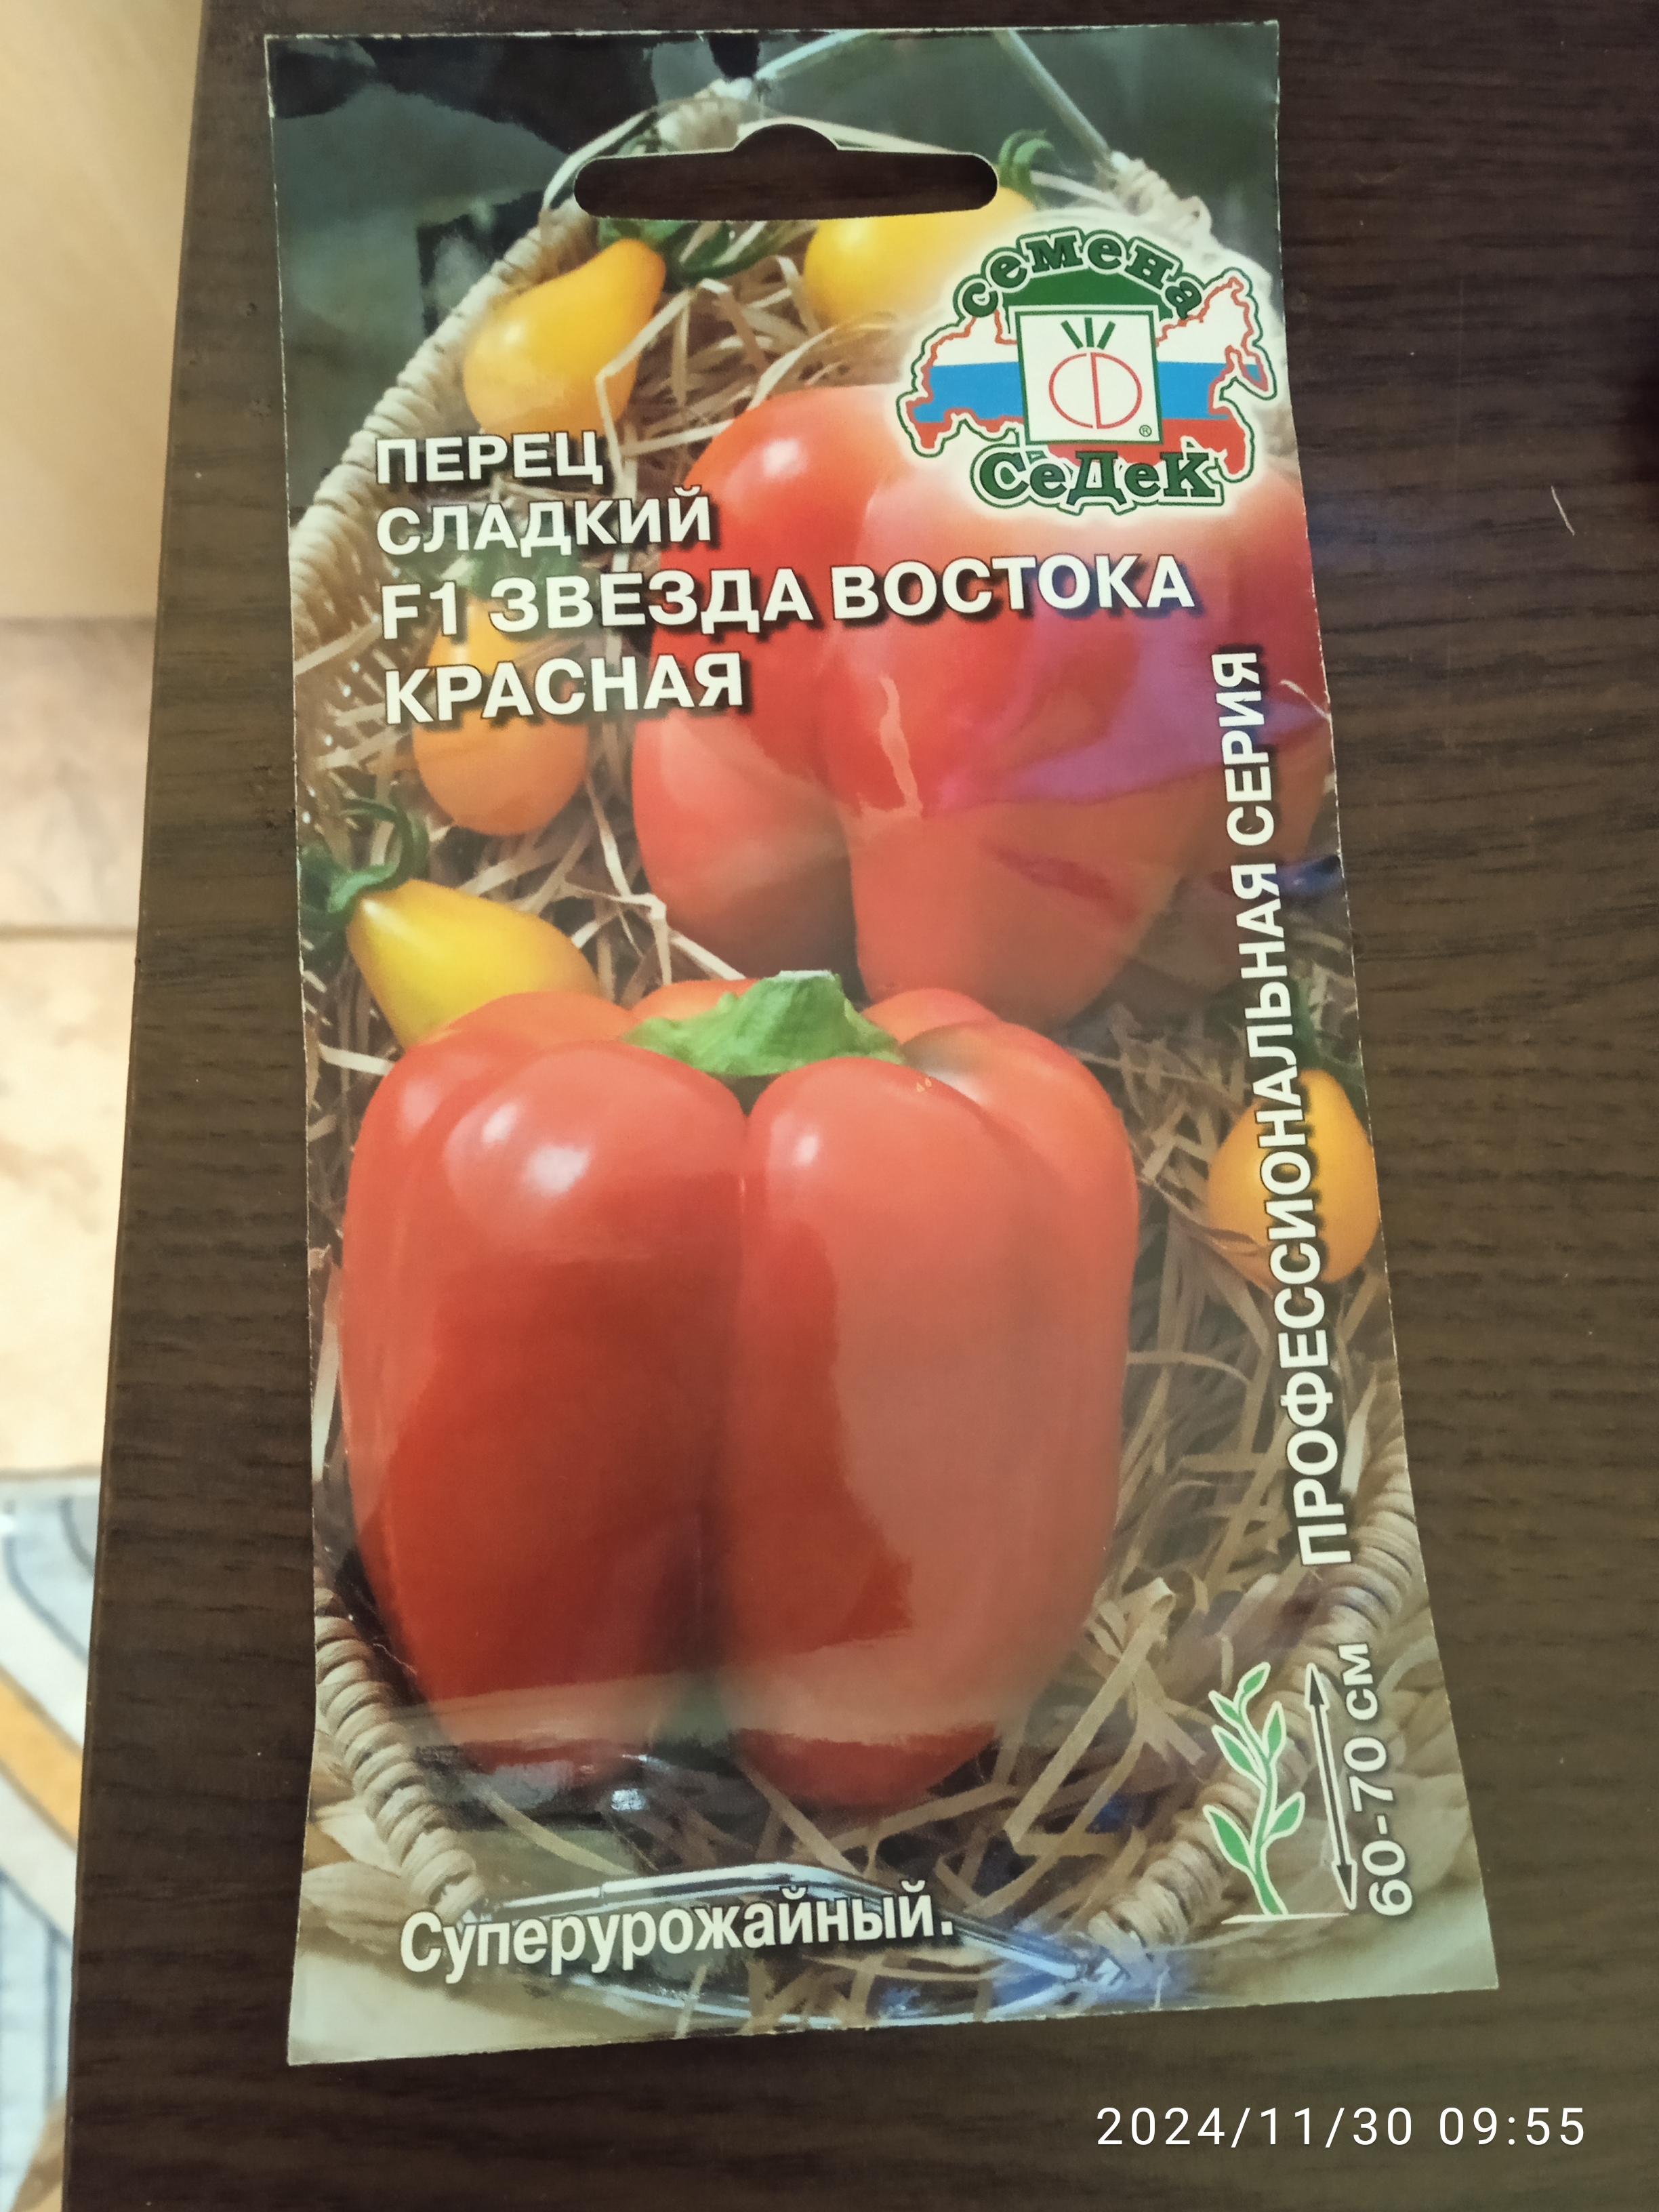 семена
®
СеДеК
ПЕРЕЦ
СЛАДКИЙ
F1 ЗВЕЗДА ВОСТОКА
КРАСНАЯ
ПРОФЕССИОНАЛЬНАЯ СЕРИЯ
60-70 см
Суперурожайный.
2024/11/30 09:55